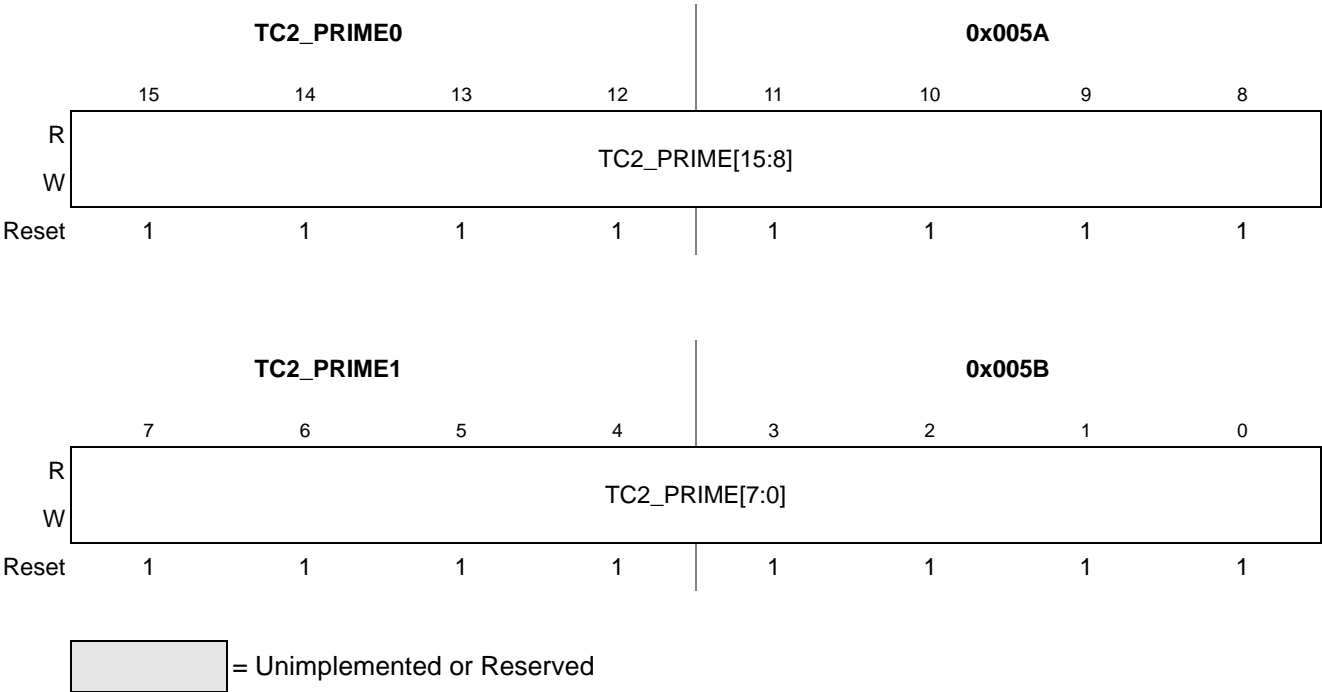 TC2_PRIME0 0x005A
15 14 13 12 11 10 9 8
R
TC2_PRIME[15:8]
W
Reset 1 1 1 1 1 1 1 1
TC2_PRIME1 0x005B
7 6 5 4 3 2 1 0
R
TC2_PRIME[7:0]
W
Reset 1 1 1 1 1 1 1 1
= Unimplemented or Reserved